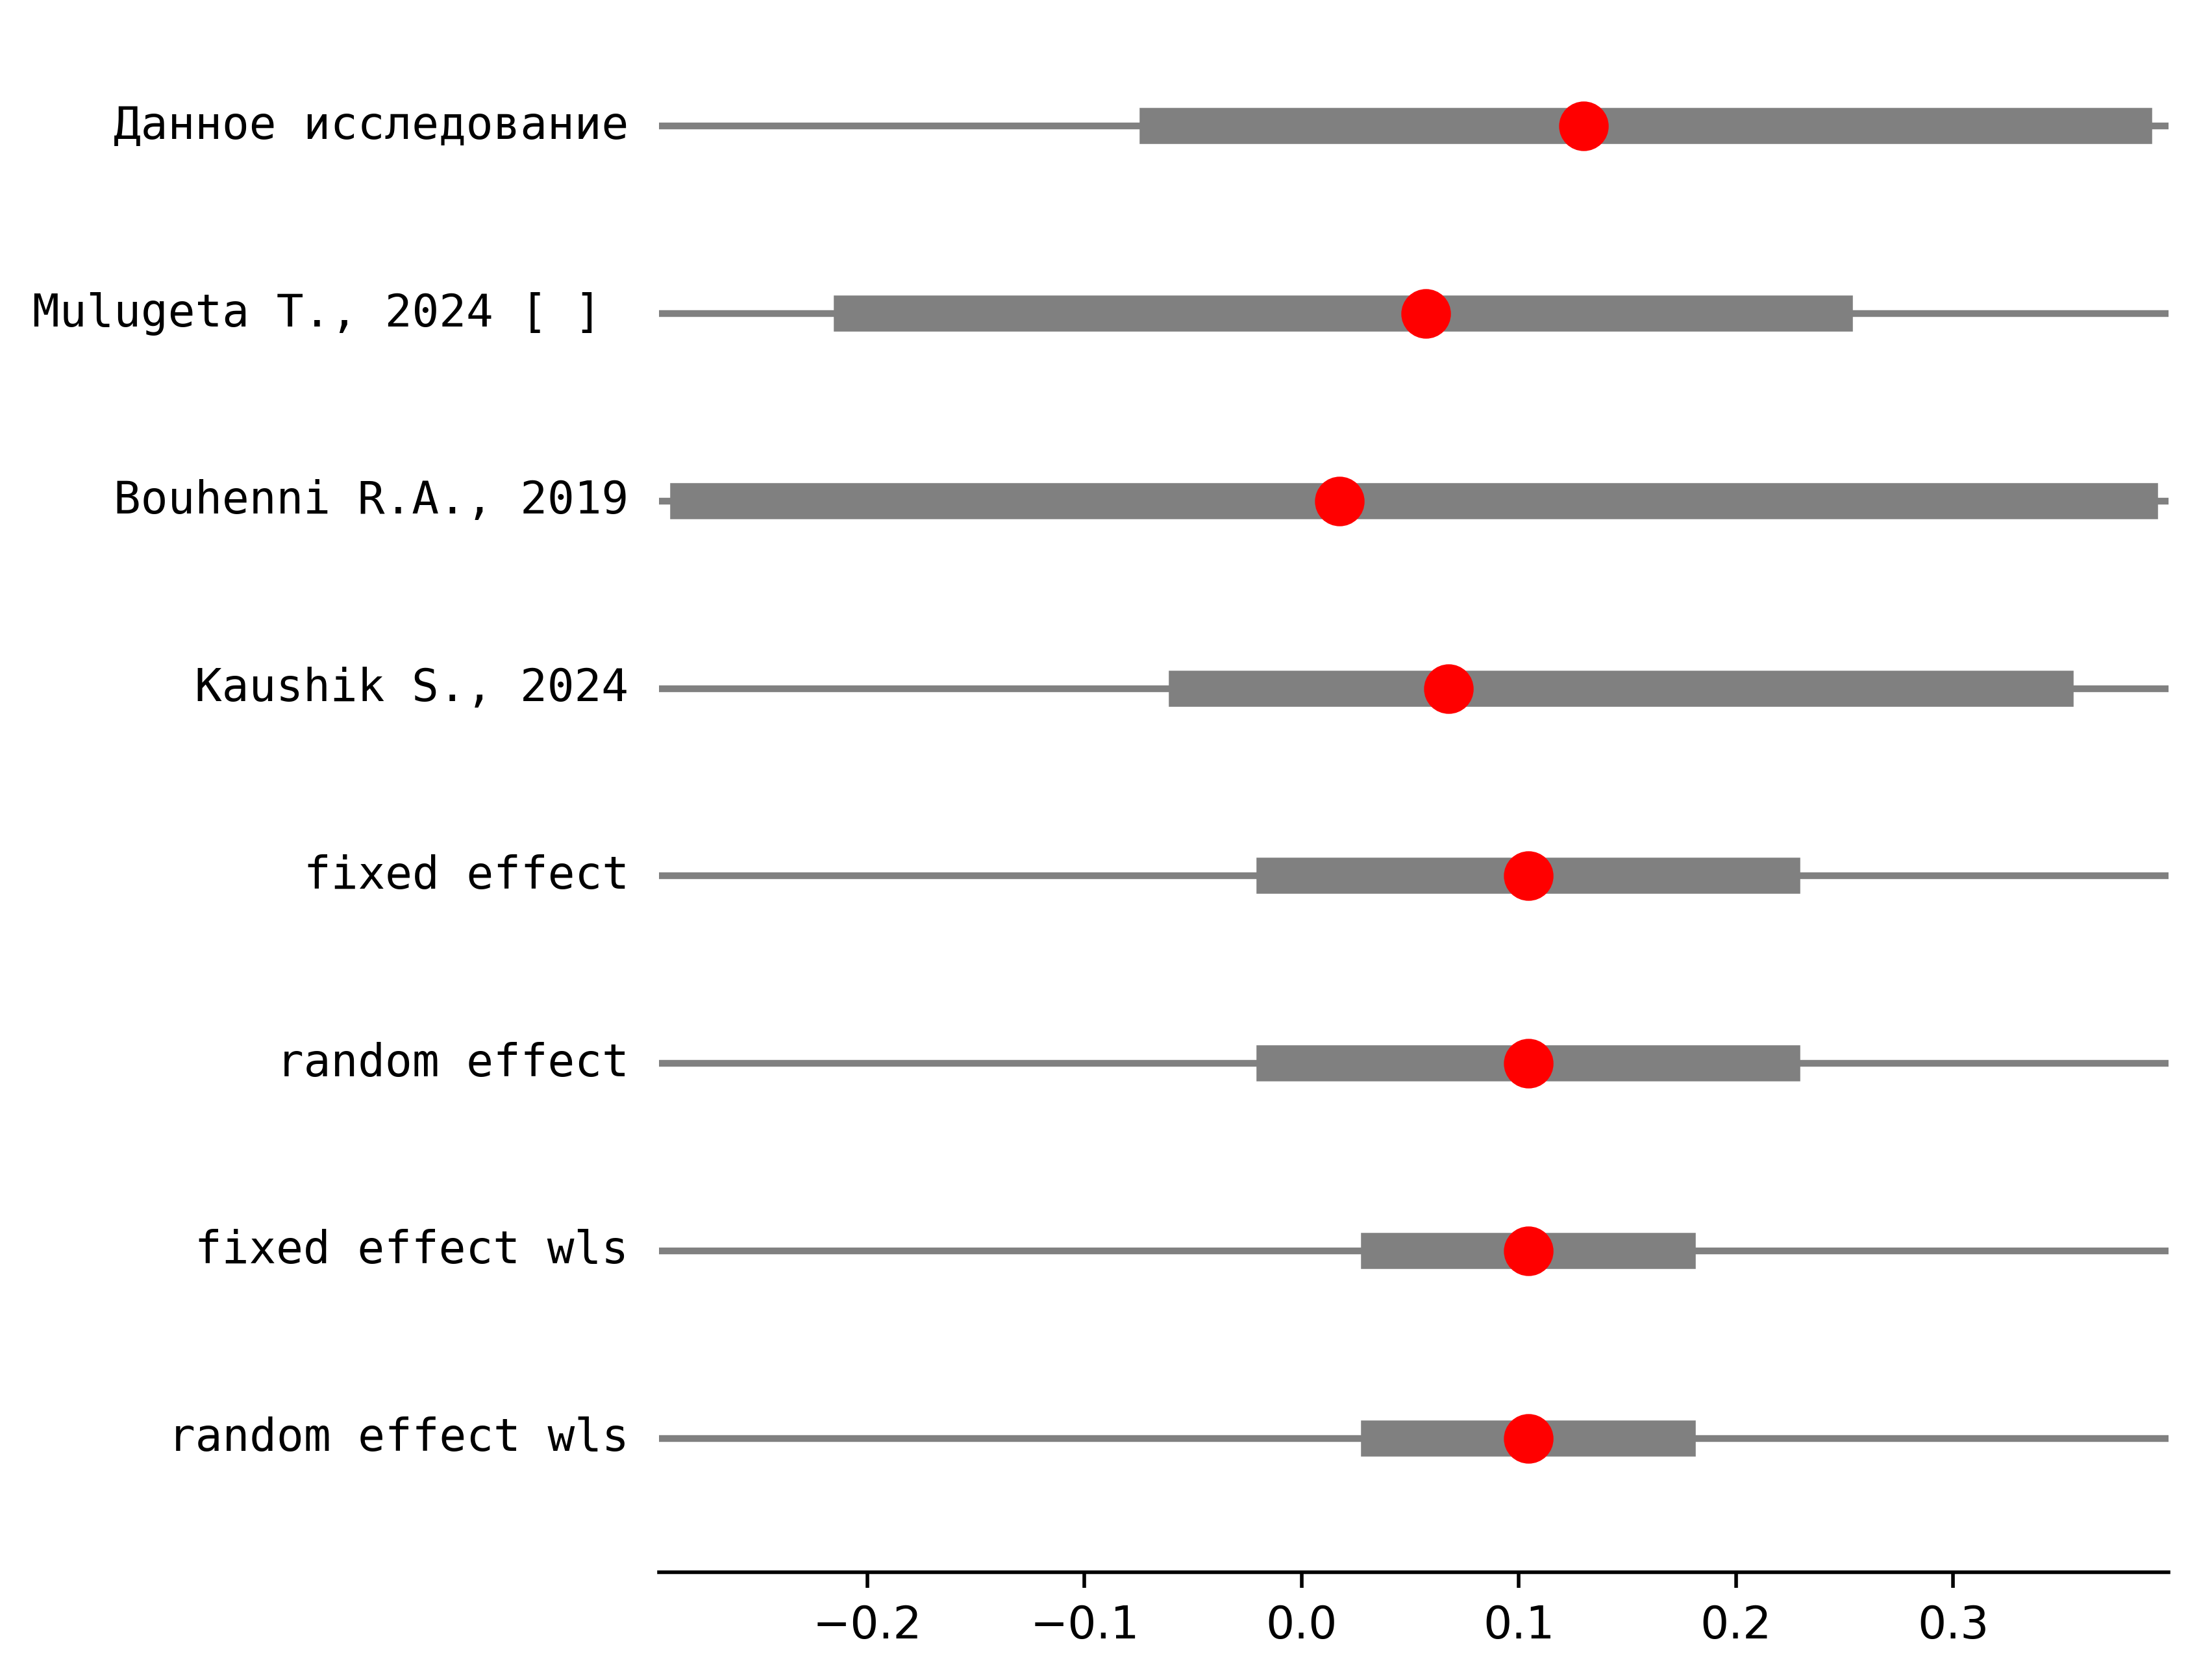 Данное исследование
Mulugeta T., 2024 [ ]
Bouhenni R.A., 2019
Kaushik S., 2024
fixed effect
random effect
fixed effect wls
random effect wls
−0.2 −0.1 0.0 0.1 0.2 0.3